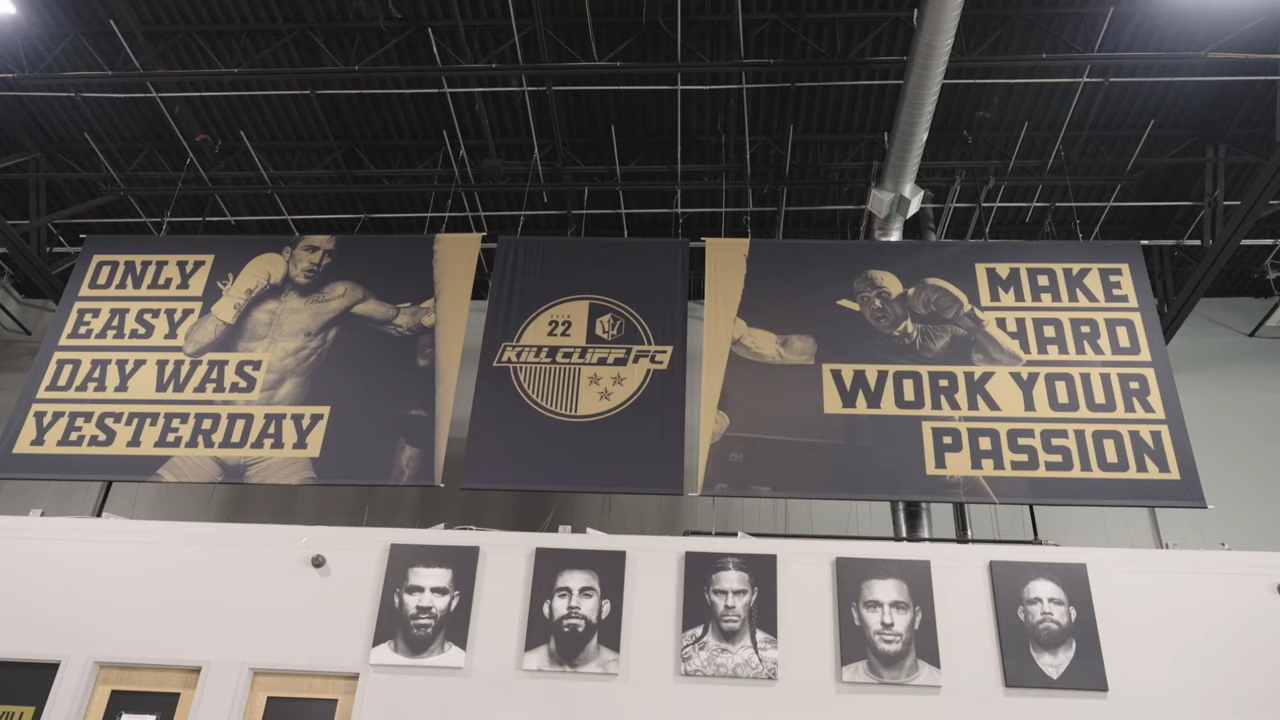 ONLY
EASY
DAY WAS
YESTERDAY
22
KILL CLIFF FC
MAKE
HARD
WORK YOUR
PASSION